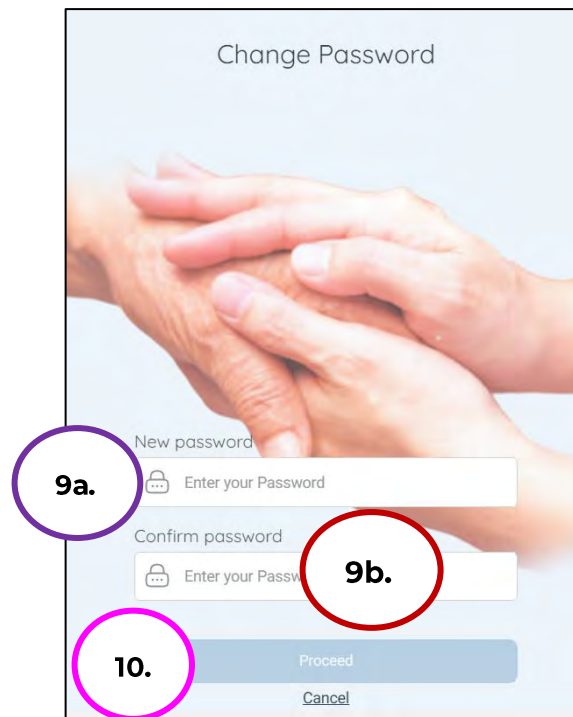 Change Password
New password
9a.
Enter your Password
Confirm password
Enter your Passw
9b.
10.
Proceed
Cancel